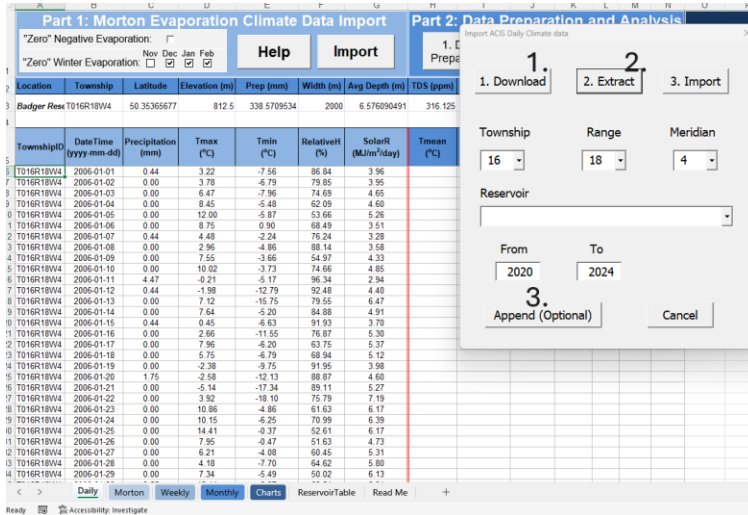 A B C D E F G H I J K L M N O
Part 1: Morton Evaporation Climate Data Import Part 2: Data Preparation and Analysis
"Zero" Negative Evaporation:
Nov Dec Jan Feb
"Zero" Winter Evaporation:
Help Import
Location Township Latitude Elevation (m) Prep (mm) Width (m) Avg Depth (m) TDS (ppm)
Badger Rese T016R18W4 50.35365677 812.5 338.5709534 2000 6.576090491 316.125
TownshipID DateTime (yyyy-mm-dd) Precipitation (mm) Tmax (°C) Tmin (°C) RelativeH (%) SolarR (MJ/m²/day) Tmean (°C)
T016R18W4 2006-01-01 0.44 3.22 -7.56 86.84 3.96
T016R18W4 2006-01-02 0.00 3.78 -6.79 79.85 3.95
T016R18W4 2006-01-03 0.00 6.47 -7.96 74.69 4.65
T016R18W4 2006-01-04 0.00 8.45 -5.48 62.09 4.60
T016R18W4 2006-01-05 0.00 12.00 -5.87 53.66 5.26
T016R18W4 2006-01-06 0.00 8.75 0.90 68.49 3.51
T016R18W4 2006-01-07 0.44 4.48 -2.24 76.24 3.28
T016R18W4 2006-01-08 0.00 2.96 -4.86 88.14 3.58
T016R18W4 2006-01-09 0.00 7.55 -3.66 54.97 4.33
T016R18W4 2006-01-10 0.00 10.02 -3.73 74.66 4.85
T016R18W4 2006-01-11 4.47 -0.21 -5.17 96.34 2.94
T016R18W4 2006-01-12 0.44 -1.98 -12.79 92.48 4.40
T016R18W4 2006-01-13 0.00 7.12 -15.75 79.55 6.47
T016R18W4 2006-01-14 0.00 7.64 -5.20 84.88 4.91
T016R18W4 2006-01-15 0.44 0.45 -6.63 91.93 3.70
T016R18W4 2006-01-16 0.00 2.66 -11.55 76.87 5.30
T016R18W4 2006-01-17 0.00 7.96 -6.20 63.75 5.37
T016R18W4 2006-01-18 0.00 5.75 -6.79 68.94 5.12
T016R18W4 2006-01-19 0.00 -2.38 -9.75 91.95 3.98
T016R18W4 2006-01-20 1.75 -2.58 -12.13 88.87 4.60
T016R18W4 2006-01-21 0.00 -5.14 -17.34 89.11 5.27
T016R18W4 2006-01-22 0.00 3.92 -18.10 75.79 7.19
T016R18W4 2006-01-23 0.00 10.86 -4.86 61.63 6.17
T016R18W4 2006-01-24 0.00 10.15 -6.25 70.99 6.39
T016R18W4 2006-01-25 0.00 14.41 -0.37 52.61 6.17
T016R18W4 2006-01-26 0.00 7.95 -0.47 51.63 4.73
T016R18W4 2006-01-27 0.00 6.21 -4.08 60.45 5.31
T016R18W4 2006-01-28 0.00 4.18 -7.70 64.62 5.80
T016R18W4 2006-01-29 0.00 7.34 -5.49 50.02 6.13
Import ACIS Daily Climate data
1. 2.
1. Download 2. Extract 3. Import
Township Range Meridian
16 18 4
Reservoir
From To
2020 2024
3.
Append (Optional) Cancel
Daily Morton Weekly Monthly Charts ReservoirTable Read Me +
Ready Accessibility: Investigate